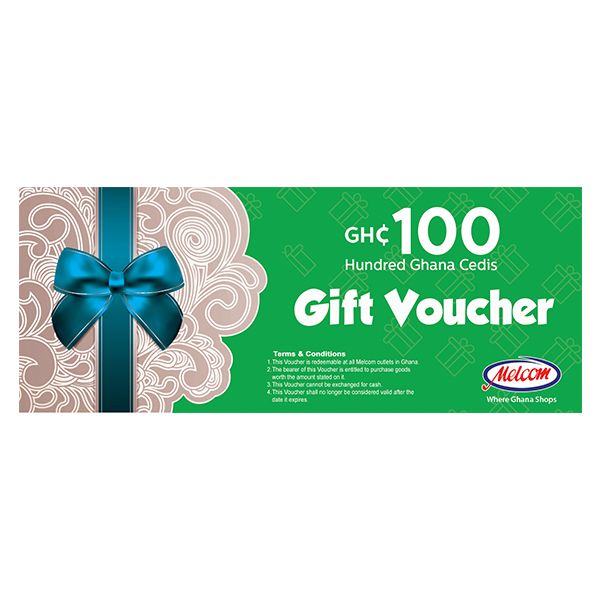 GH¢100
Hundred Ghana Cedis
Gift Voucher
Terms & Conditions
1. This Voucher is redeemable at all Melcom outlets in Ghana.
2. The bearer of this Voucher is entitled to purchase goods
worth the amount stated on it.
3. This Voucher cannot be exchanged for cash.
4. This Voucher shall no longer be considered valid after the
date it expires.
Melcom
Where Ghana Shops